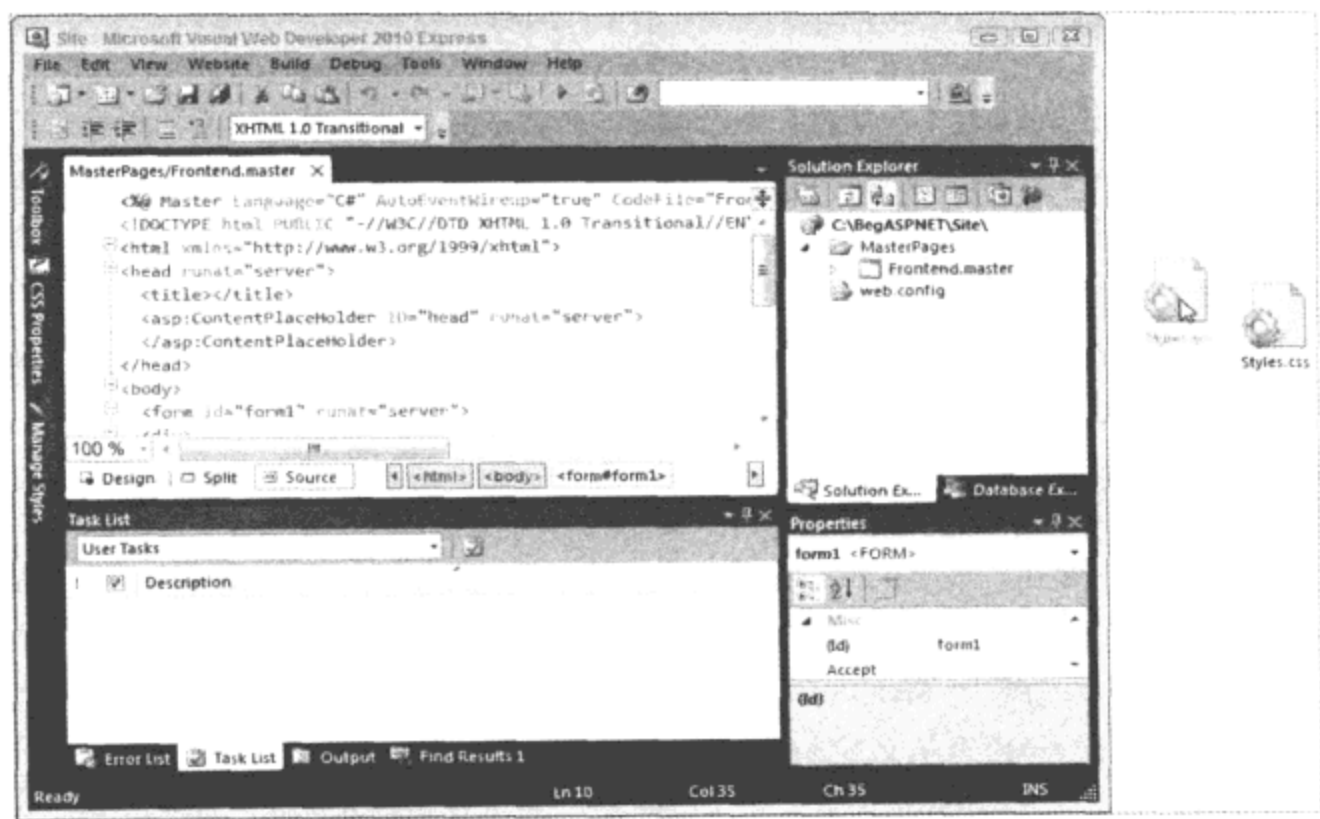 Site - Microsoft Visual Web Developer 2010 Express
File Edit View Website Build Debug Tools Window Help
XHTML 1.0 Transitional
Toolbox
CSS Properties
Manage Styles
MasterPages/Frontend.master
<%@ Master Language="C#" AutoEventWireup="true" CodeFile="Fron
<!DOCTYPE html PUBLIC "-//W3C//DTD XHTML 1.0 Transitional//EN"
<html xmlns="http://www.w3.org/1999/xhtml">
<head runat="server">
<title></title>
<asp:ContentPlaceHolder ID="head" runat="server">
</asp:ContentPlaceHolder>
</head>
<body>
<form id="form1" runat="server">
<div>
100 %
Design Split Source <html> <body> <form#form1>
Solution Explorer
C:\BegASPNET\Site\
MasterPages
Frontend.master
web.config
Solution Ex... Database Ex...
Styles.css
Task List
User Tasks
! Description
Properties
form1 <FORM>
Misc
(Id) form1
Accept
(Id)
Error List Task List Output Find Results 1
Ready Ln 10 Col 35 Ch 35 INS